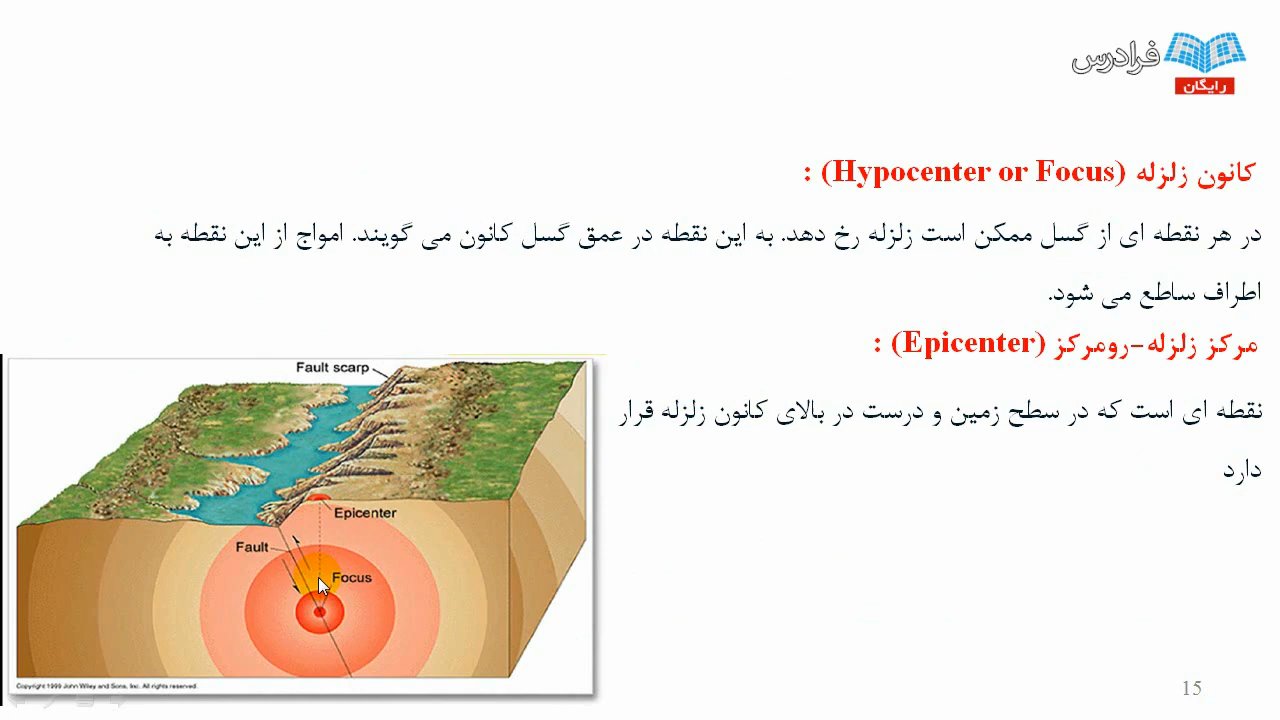 فرادرس
رایگان
کانون زلزله (Hypocenter or Focus) :
در هر نقطه ای از گسل ممکن است زلزله رخ دهد. به این نقطه در عمق گسل کانون می گویند. امواج از این نقطه به
اطراف ساطع می شود.
مرکز زلزله-رومرکز (Epicenter) :
نقطه ای است که در سطح زمین و درست در بالای کانون زلزله قرار
دارد
Fault scarp
Epicenter
Fault
Focus
Copyright 1999 John Wiley and Sons, Inc. All rights reserved.
15